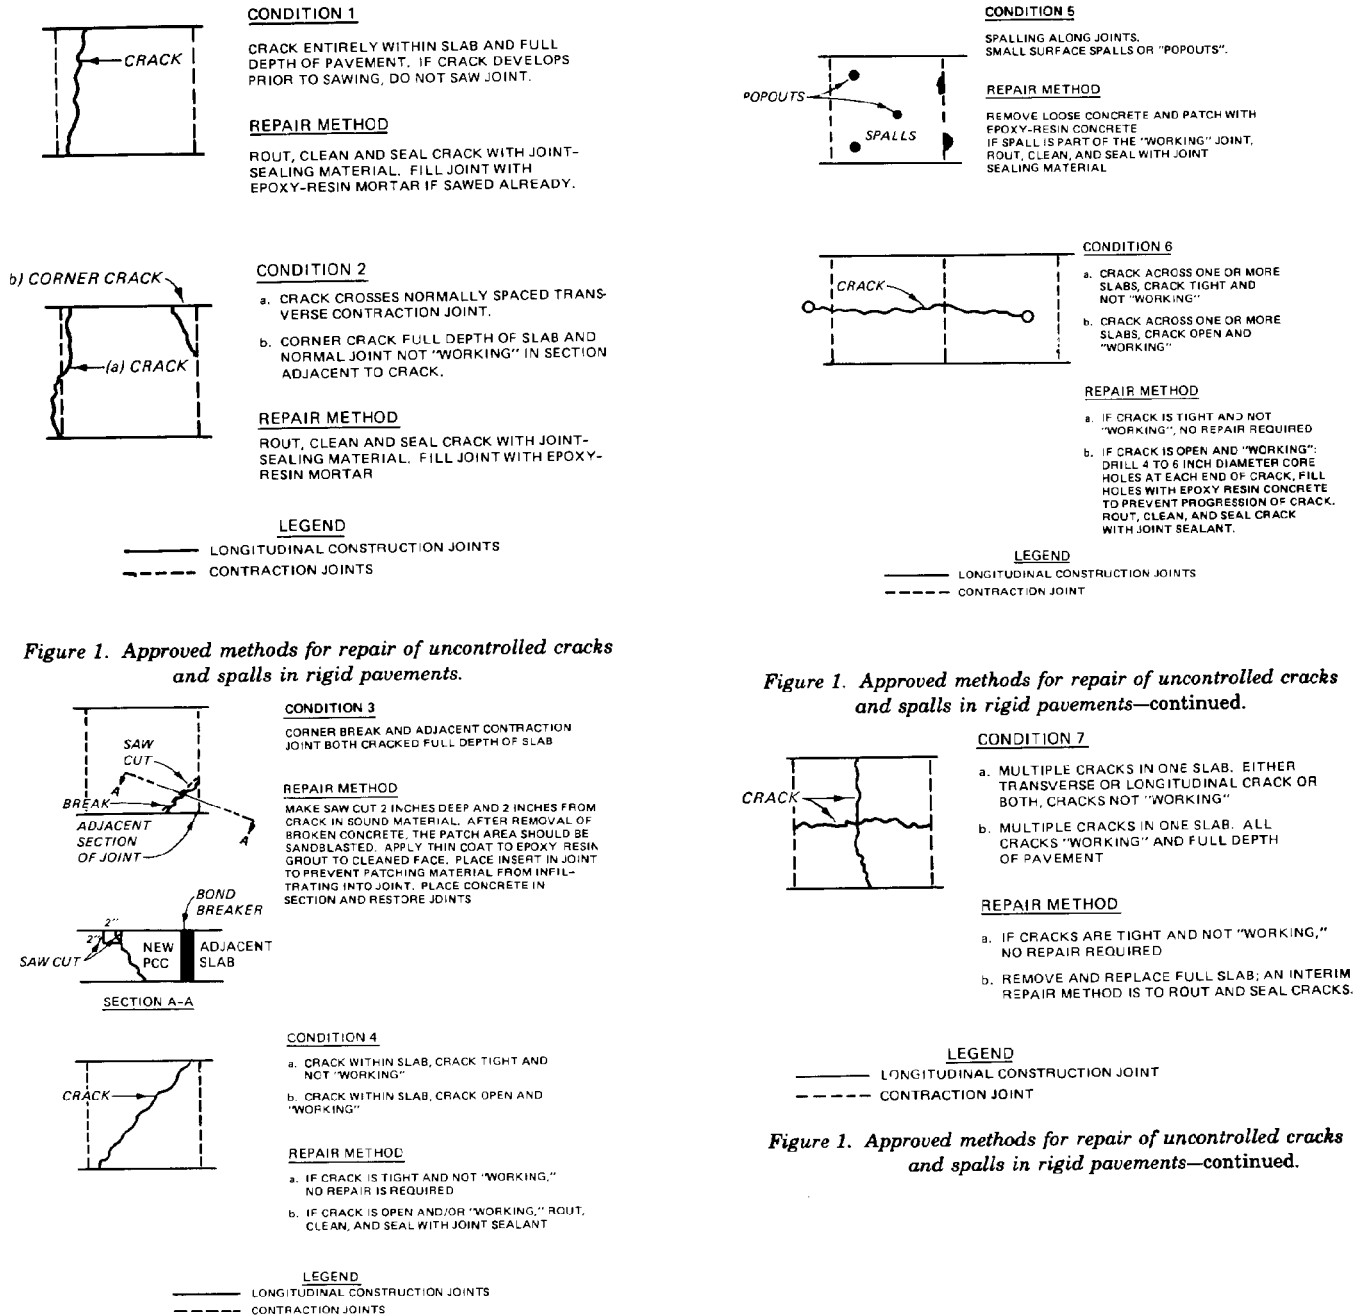 CONDITION 1
CRACK ENTIRELY WITHIN SLAB AND FULL
DEPTH OF PAVEMENT. IF CRACK DEVELOPS
PRIOR TO SAWING, DO NOT SAW JOINT.
CRACK
REPAIR METHOD
ROUT, CLEAN AND SEAL CRACK WITH JOINT-
SEALING MATERIAL. FILL JOINT WITH
EPOXY-RESIN MORTAR IF SAWED ALREADY.
b) CORNER CRACK
(a) CRACK
CONDITION 2
a. CRACK CROSSES NORMALLY SPACED TRANS-
VERSE CONTRACTION JOINT.
b. CORNER CRACK FULL DEPTH OF SLAB AND
NORMAL JOINT NOT "WORKING" IN SECTION
ADJACENT TO CRACK.
REPAIR METHOD
ROUT, CLEAN AND SEAL CRACK WITH JOINT-
SEALING MATERIAL. FILL JOINT WITH EPOXY-
RESIN MORTAR
LEGEND
LONGITUDINAL CONSTRUCTION JOINTS
CONTRACTION JOINTS
Figure 1. Approved methods for repair of uncontrolled cracks
and spalls in rigid pavements.
CONDITION 3
CORNER BREAK AND ADJACENT CONTRACTION
JOINT BOTH CRACKED FULL DEPTH OF SLAB
SAW
CUT
A
BREAK
ADJACENT
SECTION
OF JOINT
A
REPAIR METHOD
MAKE SAW CUT 2 INCHES DEEP AND 2 INCHES FROM
CRACK IN SOUND MATERIAL. AFTER REMOVAL OF
BROKEN CONCRETE, THE PATCH AREA SHOULD BE
SANDBLASTED. APPLY THIN COAT TO EPOXY RESIN
GROUT TO CLEANED FACE. PLACE INSERT IN JOINT
TO PREVENT PATCHING MATERIAL FROM INFIL-
TRATING INTO JOINT. PLACE CONCRETE IN
SECTION AND RESTORE JOINTS
BOND
BREAKER
2"
2"
SAW CUT
NEW
PCC
ADJACENT
SLAB
SECTION A-A
CONDITION 4
a. CRACK WITHIN SLAB, CRACK TIGHT AND
NOT "WORKING"
b. CRACK WITHIN SLAB, CRACK OPEN AND
"WORKING"
CRACK
REPAIR METHOD
a. IF CRACK IS TIGHT AND NOT "WORKING,"
NO REPAIR IS REQUIRED
b. IF CRACK IS OPEN AND/OR "WORKING," ROUT,
CLEAN, AND SEAL WITH JOINT SEALANT
LEGEND
LONGITUDINAL CONSTRUCTION JOINTS
CONTRACTION JOINTS
CONDITION 5
SPALLING ALONG JOINTS.
SMALL SURFACE SPALLS OR "POPOUTS".
POPOUTS
SPALLS
REPAIR METHOD
REMOVE LOOSE CONCRETE AND PATCH WITH
EPOXY-RESIN CONCRETE
IF SPALL IS PART OF THE "WORKING" JOINT,
ROUT, CLEAN, AND SEAL WITH JOINT
SEALING MATERIAL
CONDITION 6
a. CRACK ACROSS ONE OR MORE
SLABS, CRACK TIGHT AND
NOT "WORKING"
b. CRACK ACROSS ONE OR MORE
SLABS, CRACK OPEN AND
"WORKING"
CRACK
REPAIR METHOD
a. IF CRACK IS TIGHT AND NOT
"WORKING", NO REPAIR REQUIRED
b. IF CRACK IS OPEN AND "WORKING":
DRILL 4 TO 6 INCH DIAMETER CORE
HOLES AT EACH END OF CRACK, FILL
HOLES WITH EPOXY RESIN CONCRETE
TO PREVENT PROGRESSION OF CRACK.
ROUT, CLEAN, AND SEAL CRACK
WITH JOINT SEALANT.
LEGEND
LONGITUDINAL CONSTRUCTION JOINTS
CONTRACTION JOINT
Figure 1. Approved methods for repair of uncontrolled cracks
and spalls in rigid pavements—continued.
CONDITION 7
a. MULTIPLE CRACKS IN ONE SLAB. EITHER
TRANSVERSE OR LONGITUDINAL CRACK OR
BOTH, CRACKS NOT "WORKING"
b. MULTIPLE CRACKS IN ONE SLAB. ALL
CRACKS "WORKING" AND FULL DEPTH
OF PAVEMENT
CRACK
REPAIR METHOD
a. IF CRACKS ARE TIGHT AND NOT "WORKING,"
NO REPAIR REQUIRED
b. REMOVE AND REPLACE FULL SLAB; AN INTERIM
REPAIR METHOD IS TO ROUT AND SEAL CRACKS.
LEGEND
LONGITUDINAL CONSTRUCTION JOINT
CONTRACTION JOINT
Figure 1. Approved methods for repair of uncontrolled cracks
and spalls in rigid pavements—continued.